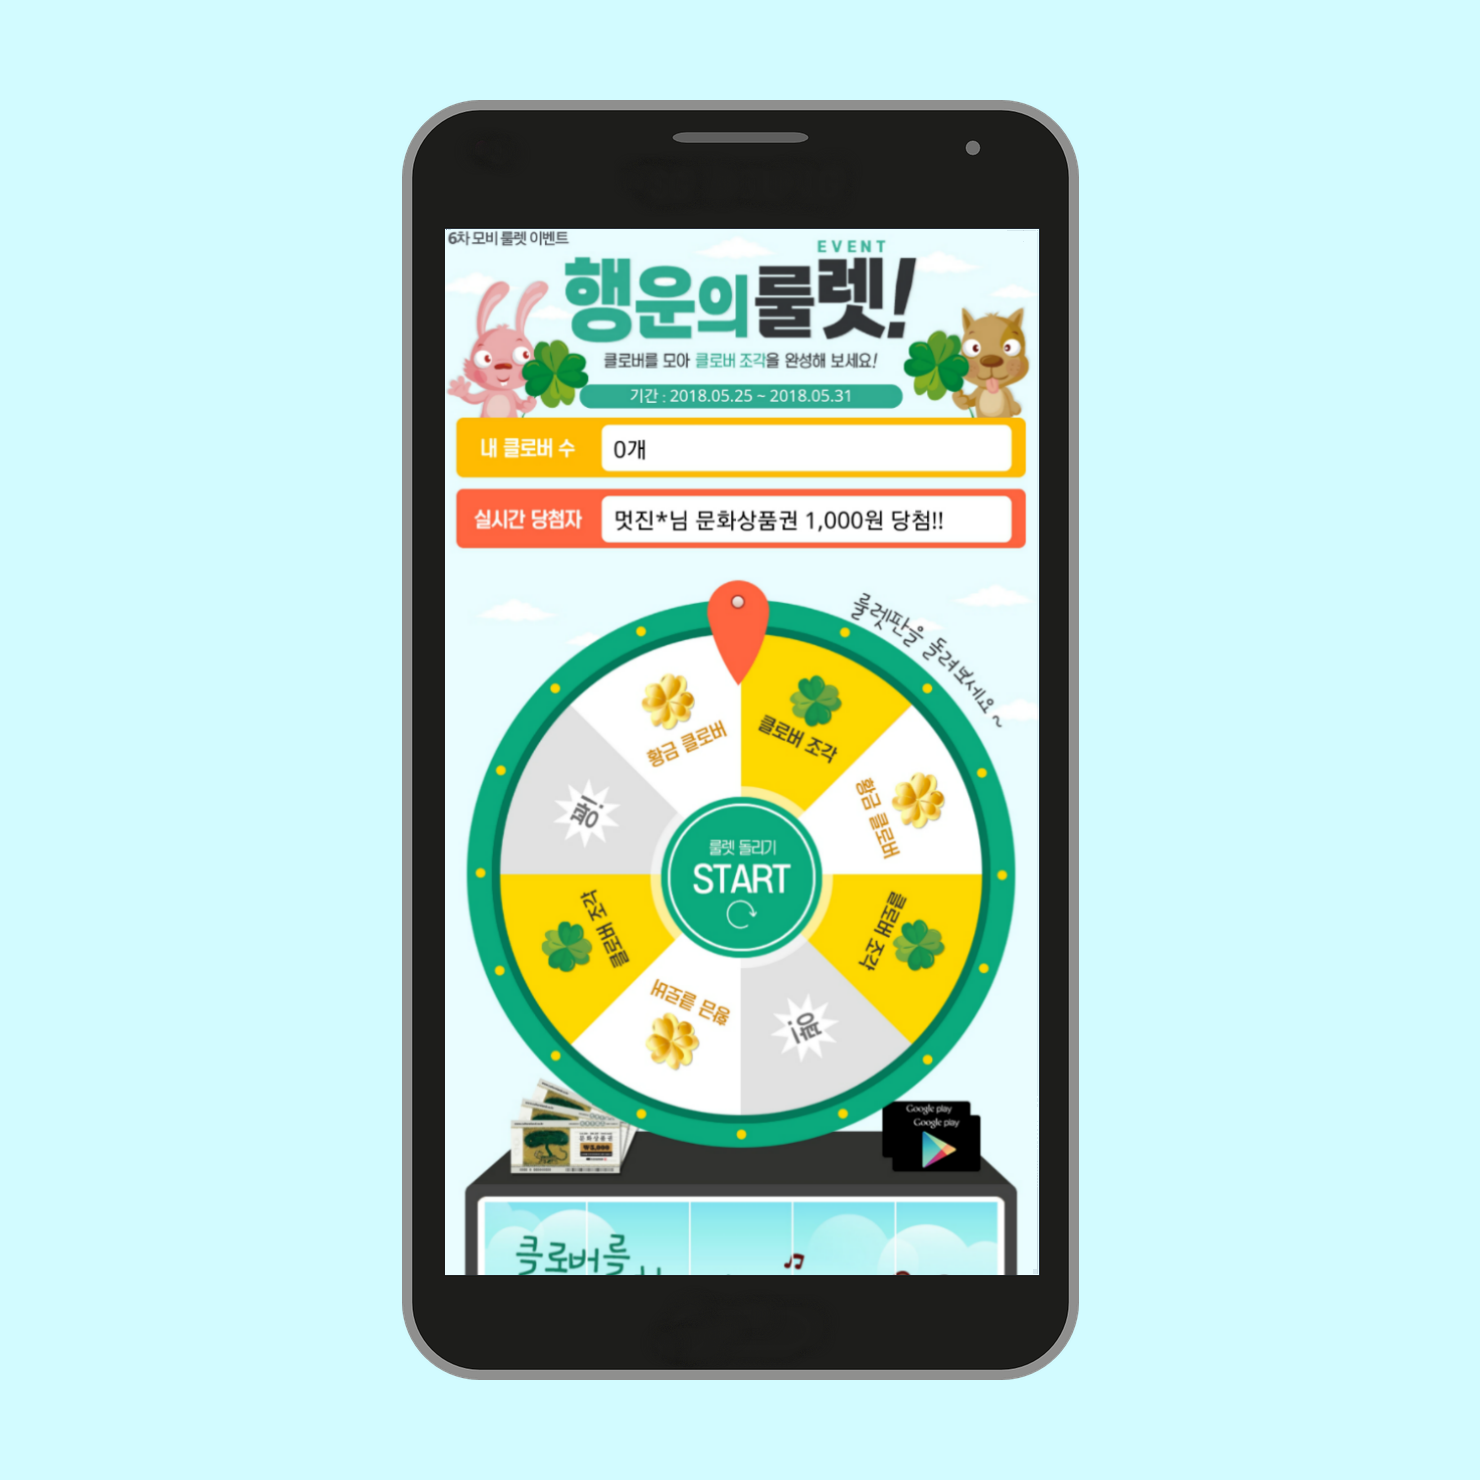 6차 모비 룰렛 이벤트
EVENT
행운의룰렛!
클로버를 모아 클로버 조각을 완성해 보세요!
기간 : 2018.05.25 ~ 2018.05.31
내 클로버 수
0개
실시간 당첨자
멋진*님 문화상품권 1,000원 당첨!!
룰렛판을 돌려보세요~
황금 클로버
클로버 조각
황금 클로버
클로버 조각
꽝!
황금 클로버
클로버 조각
꽝!
룰렛 돌리기
START
Google play
Google play
문화상품권
클로버를